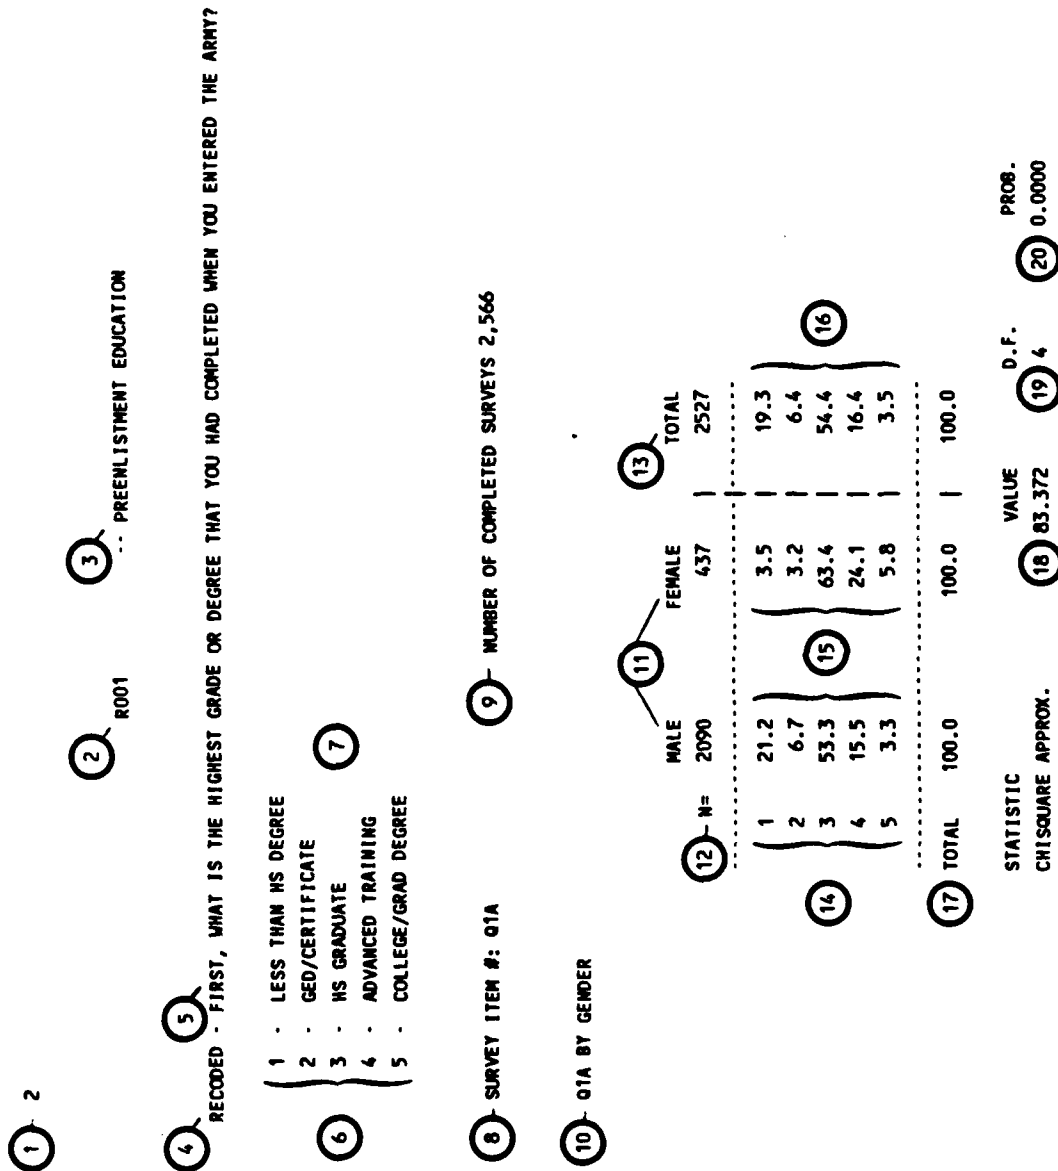 1 2
2 3
R001 -- PREENLISTMENT EDUCATION
4 5
RECODED - FIRST, WHAT IS THE HIGHEST GRADE OR DEGREE THAT YOU HAD COMPLETED WHEN YOU ENTERED THE ARMY?
1 - LESS THAN HS DEGREE
2 - GED/CERTIFICATE
6 3 - HS GRADUATE 7
4 - ADVANCED TRAINING
5 - COLLEGE/GRAD DEGREE
8 SURVEY ITEM #: Q1A 9 NUMBER OF COMPLETED SURVEYS 2,566
10 Q1A BY GENDER
11 13
MALE FEMALE TOTAL
12 N= 2090 437 | 2527
1 21.2 3.5 | 19.3
2 6.7 3.2 | 6.4
14 3 53.3 15 63.4 | 54.4 16
4 15.5 24.1 | 16.4
5 3.3 5.8 | 3.5
17 TOTAL 100.0 100.0 | 100.0
STATISTIC VALUE D.F. PROB.
CHISQUARE APPROX. 18 83.372 19 4 20 0.0000